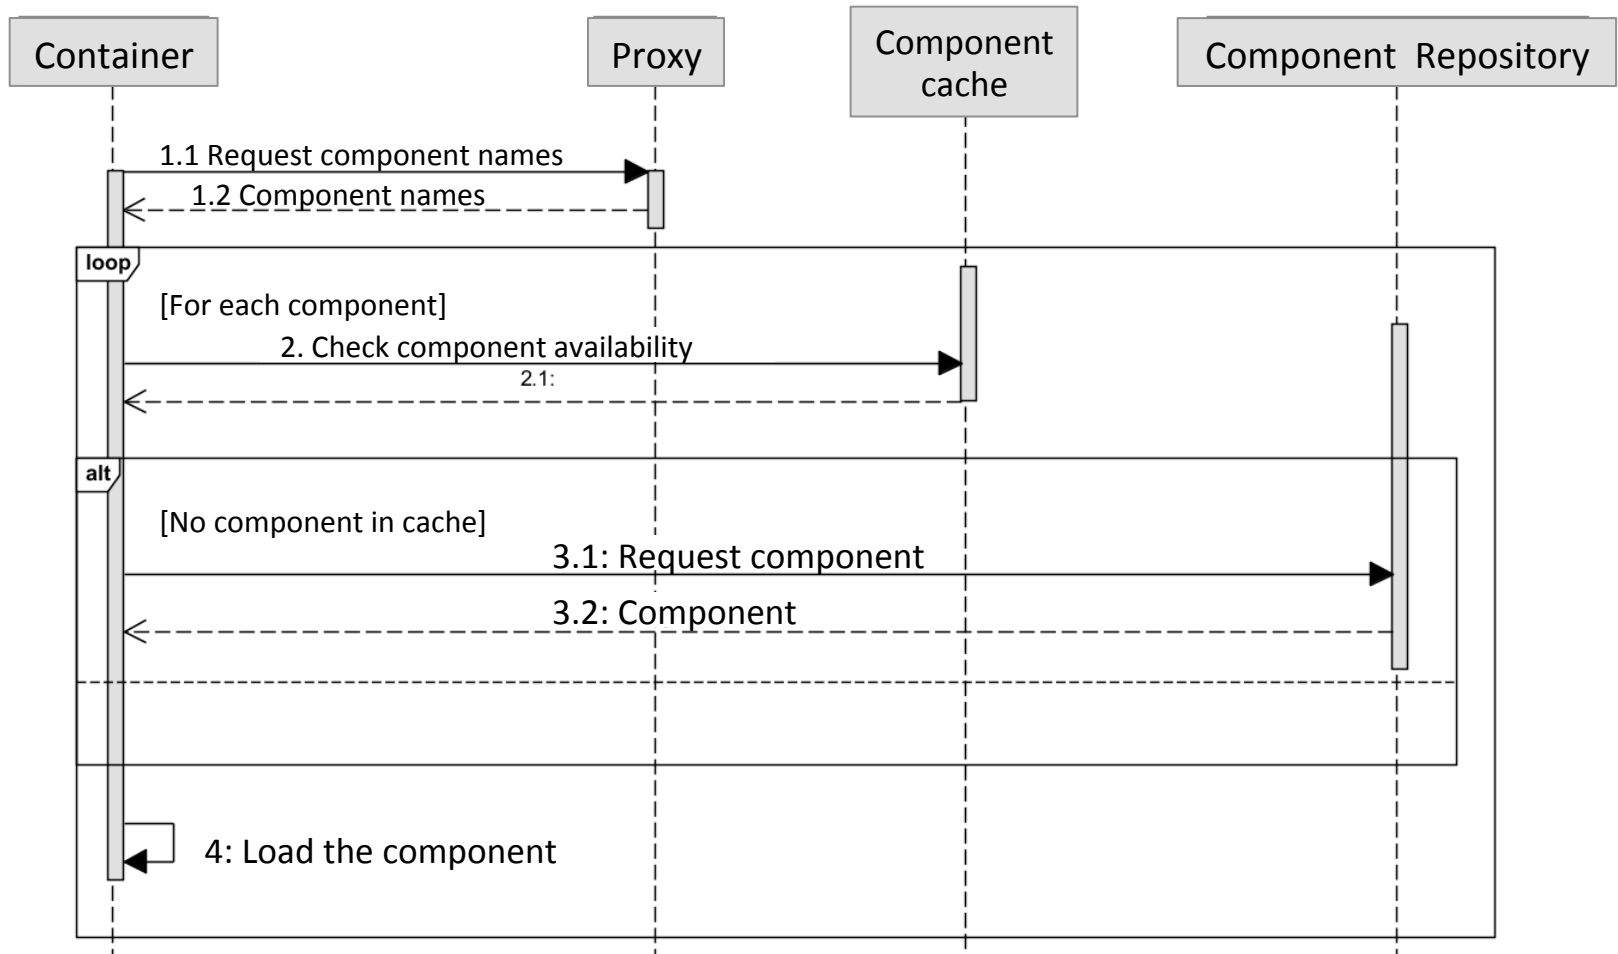 Container
Proxy
Component
cache
Component Repository
1.1 Request component names
1.2 Component names
loop
[For each component]
2. Check component availability
2.1:
alt
[No component in cache]
3.1: Request component
3.2: Component
4: Load the component